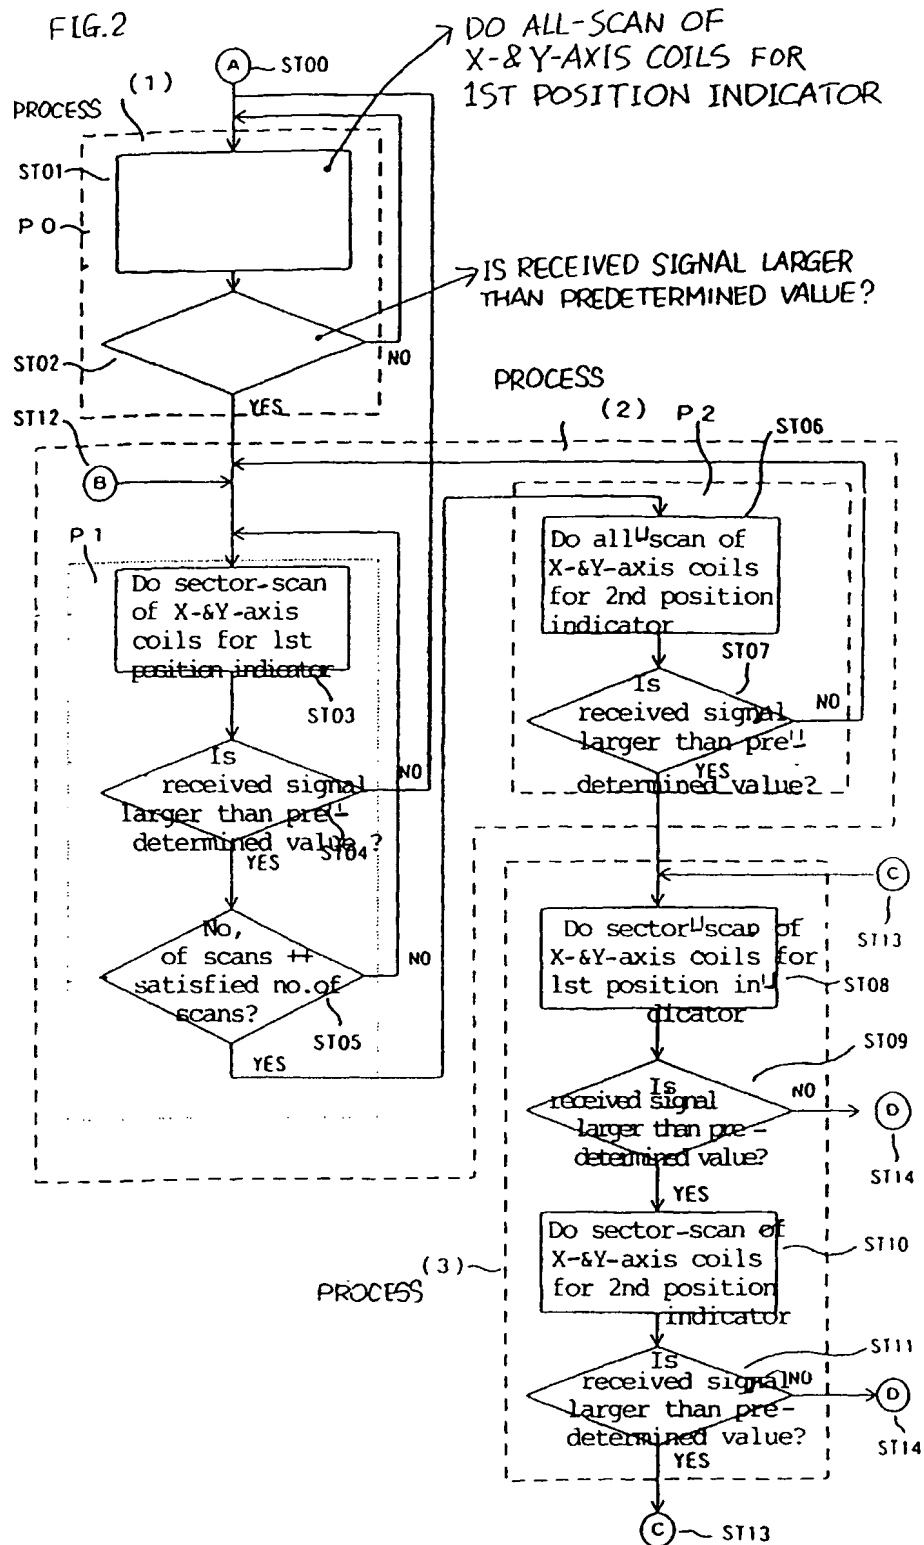 FIG.2
A
ST00
DO ALL-SCAN OF
X-&Y-AXIS COILS FOR
1ST POSITION INDICATOR
PROCESS
(1)
ST01
P0
IS RECEIVED SIGNAL LARGER
THAN PREDETERMINED VALUE?
ST02
NO
YES
ST12
B
PROCESS
(2)
P2
ST06
P1
Do sector-scan
of X-&Y-axis
coils for 1st
position indicator
ST03
Is
received signal
larger than pre-
determined value ?
NO
ST04
YES
No,
of scans ++
satisfied no.of
scans?
NO
ST05
YES
Do all-scan of
X-&Y-axis coils
for 2nd position
indicator
ST07
Is
received signal
larger than pre-
determined value?
NO
YES
C
ST13
Do sector-scan of
X-&Y-axis coils for
1st position in-
dicator
ST08
ST09
Is
received signal
larger than pre-
determined value?
NO
D
ST14
YES
Do sector-scan of
X-&Y-axis coils
for 2nd position
indicator
ST10
(3)
PROCESS
ST11
Is
received signal
larger than pre-
determined value?
NO
D
ST14
YES
C
ST13